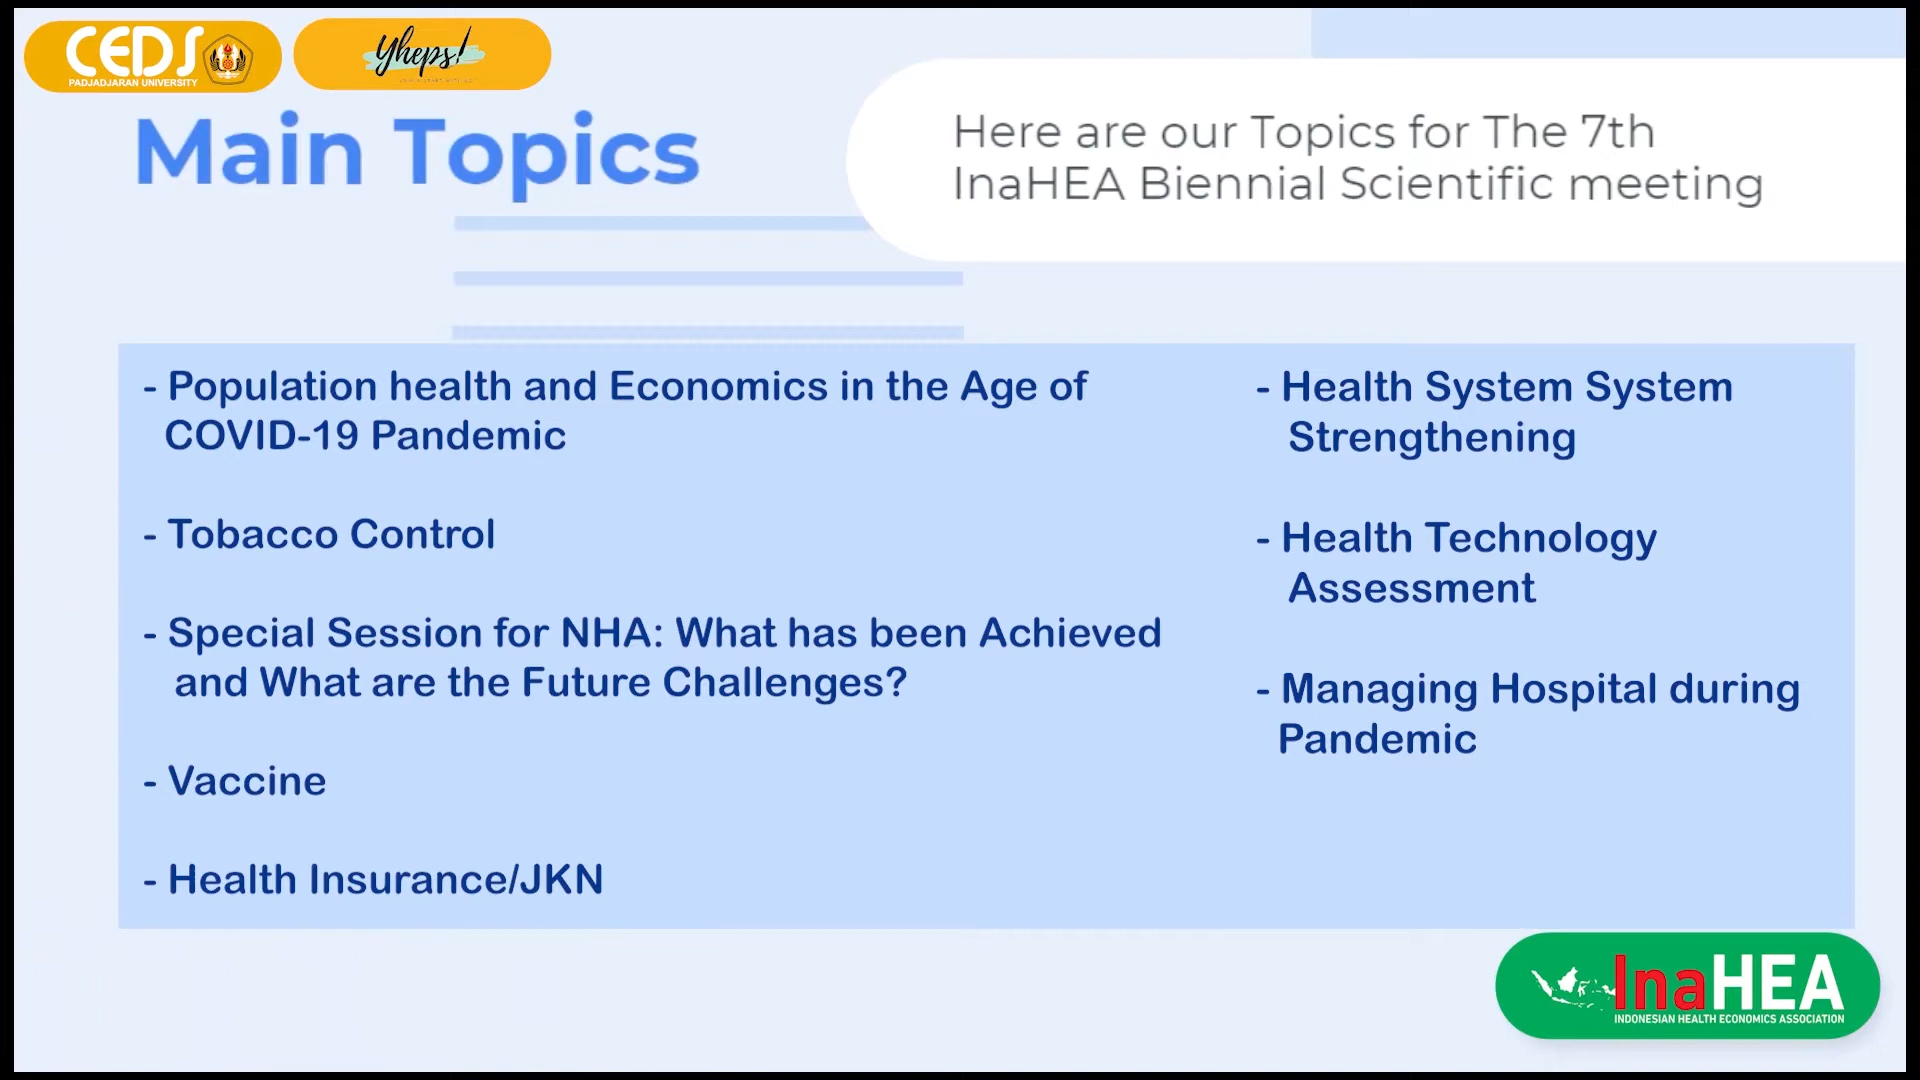 CEDS
PADJADJARAN UNIVERSITY
Yheps!
Main Topics
Here are our Topics for The 7th
InaHEA Biennial Scientific meeting
- Population health and Economics in the Age of
COVID-19 Pandemic
- Tobacco Control
- Special Session for NHA: What has been Achieved
and What are the Future Challenges?
- Vaccine
- Health Insurance/JKN
- Health System System
Strengthening
- Health Technology
Assessment
- Managing Hospital during
Pandemic
InaHEA
INDONESIAN HEALTH ECONOMICS ASSOCIATION